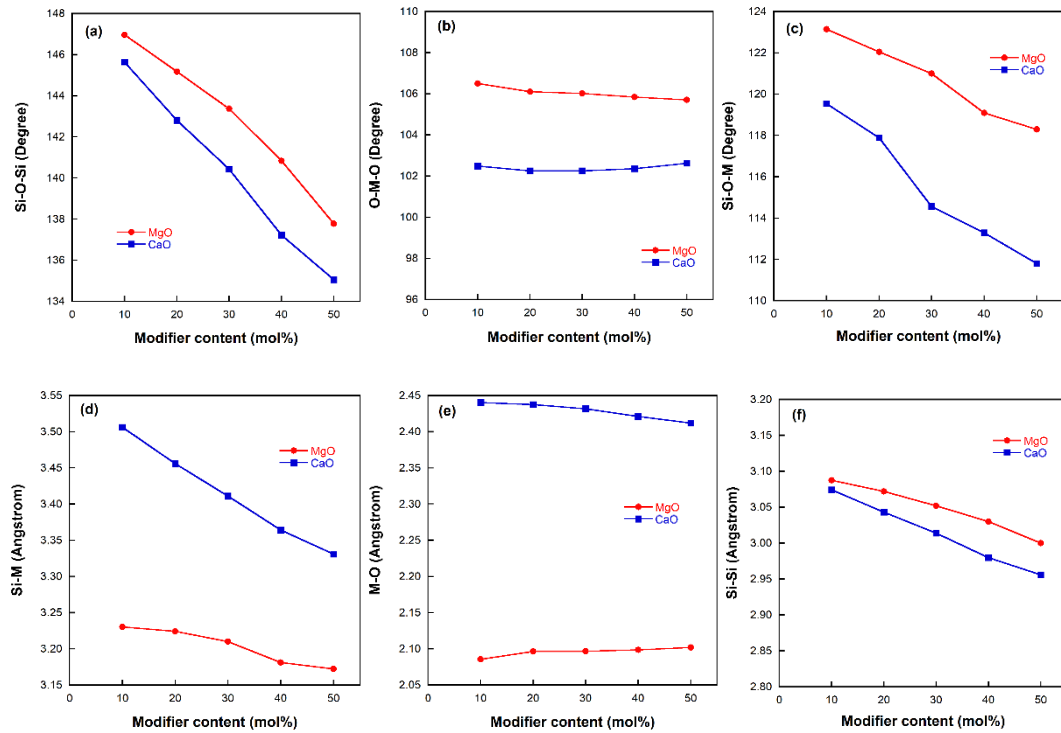 (a)
148
146
144
142
140
138
136
134
Si-O-Si (Degree)
MgO
CaO
0
10
20
30
40
50
Modifier content (mol%)
(b)
110
108
106
104
102
100
98
96
O-M-O (Degree)
MgO
CaO
0
10
20
30
40
50
Modifier content (mol%)
(c)
124
122
120
118
116
114
112
110
Si-O-M (Degree)
MgO
CaO
0
10
20
30
40
50
Modifier content (mol%)
(d)
3.55
3.50
3.45
3.40
3.35
3.30
3.25
3.20
3.15
Si-M (Angstrom)
MgO
CaO
0
10
20
30
40
50
Modifier content (mol%)
(e)
2.45
2.40
2.35
2.30
2.25
2.20
2.15
2.10
2.05
M-O (Angstrom)
MgO
CaO
0
10
20
30
40
50
Modifier content (mol%)
(f)
3.20
3.15
3.10
3.05
3.00
2.95
2.90
2.85
2.80
Si-Si (Angstrom)
MgO
CaO
0
10
20
30
40
50
Modifier content (mol%)